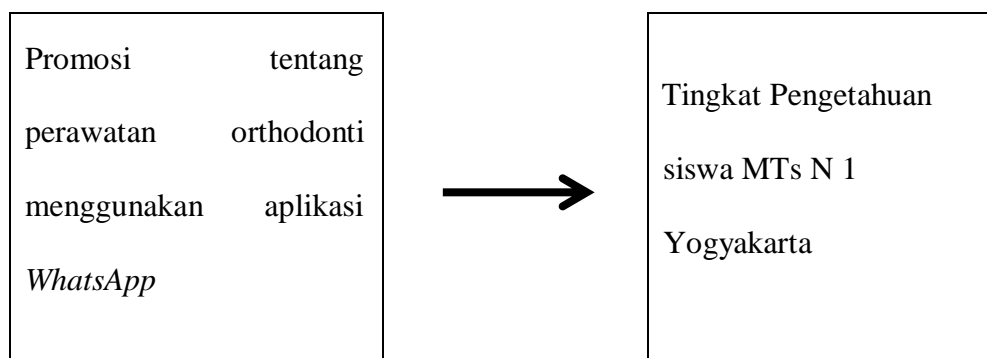 Promosi tentang
perawatan orthodonti
menggunakan aplikasi
WhatsApp
Tingkat Pengetahuan
siswa MTs N 1
Yogyakarta